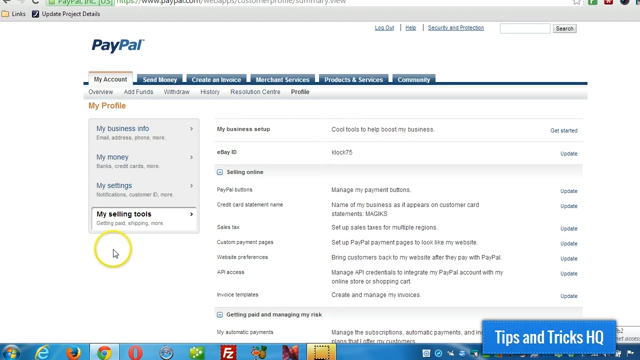 PayPal, Inc. [US] https://www.paypal.com/webapps/customerprofile/summary.view
Links Update Project Details
Log Out Help Security and Protection Search
PayPal
My Account Send Money Create an Invoice Merchant Services Products & Services Community
Overview Add Funds Withdraw History Resolution Centre Profile
My Profile
My business info
Email, address, phone, more.
My money
Banks, credit cards, more.
My settings
Notifications, customer ID, more.
My selling tools
Getting paid, shipping, more
My business setup Cool tools to help boost my business. Get started
eBay ID klock75 Update
Selling online
PayPal buttons Manage my payment buttons. Update
Credit card statement name Name of your business as it appears on customer card Update
statements: MAGIKS
Sales tax Set up sales taxes for multiple regions. Update
Custom payment pages Set up PayPal payment pages to look like my website. Update
Website preferences Bring customers back to my website after they pay with PayPal. Update
API access Manage API credentials to integrate my PayPal account with my Update
online store or shopping cart.
Invoice templates Create and manage my invoices. Update
Getting paid and managing my risk
My automatic payments Manage the subscriptions, automatic payments, and in
plans that I offer my
Tips and Tricks HQ